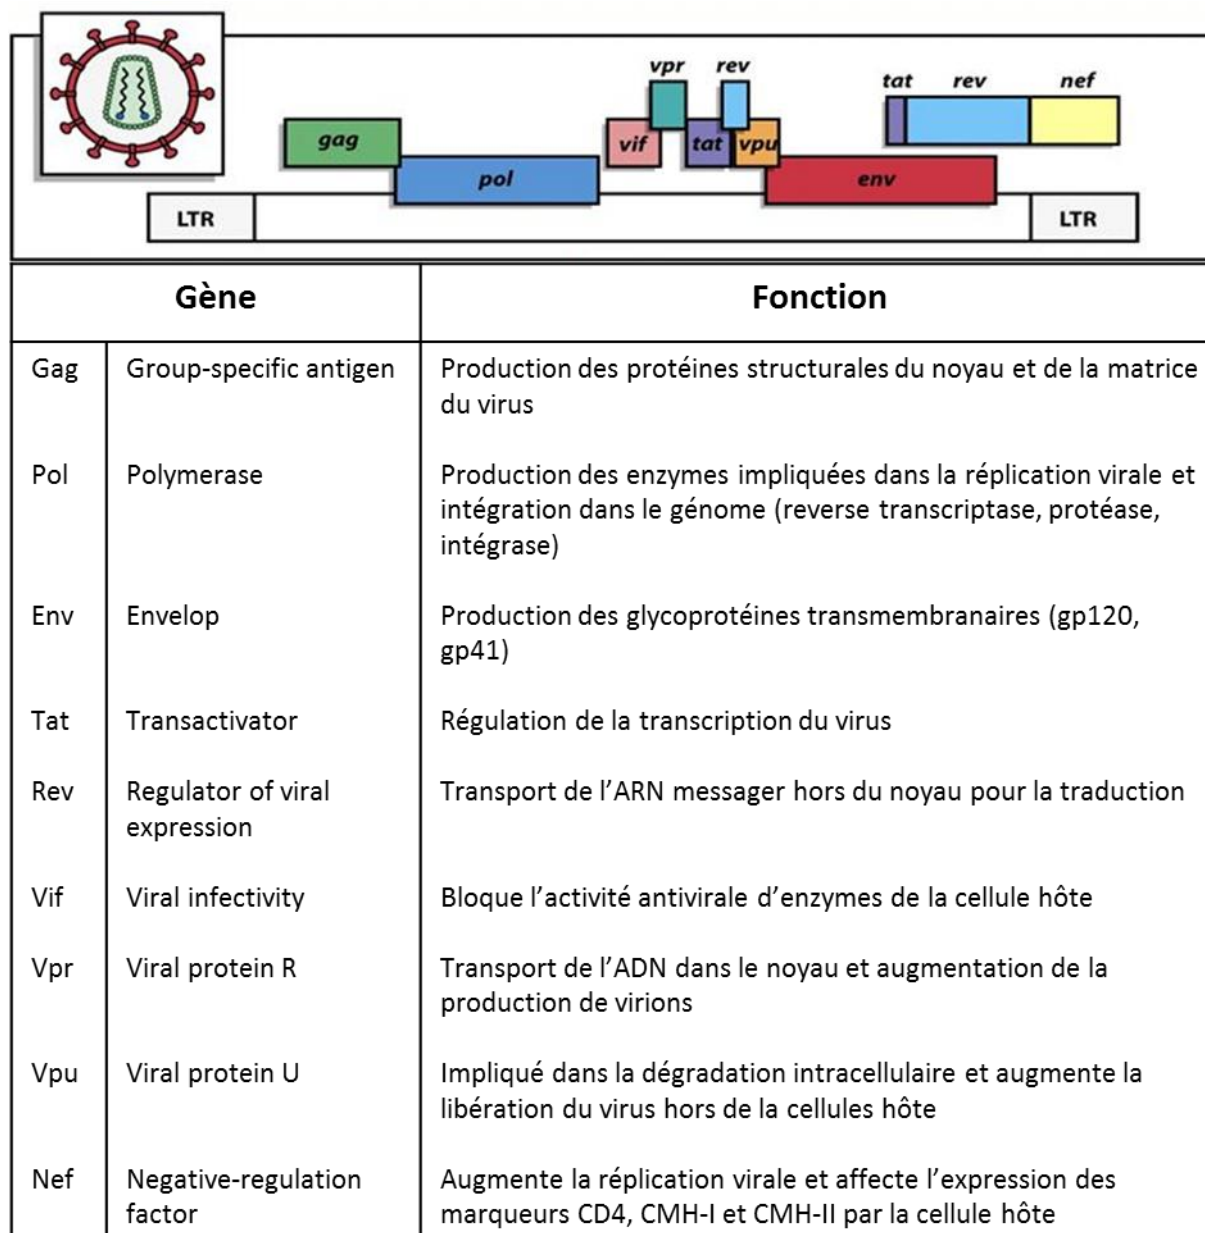 vpr rev
tat rev nef
gag vif tat vpu
pol env
LTR LTR
Gène Fonction
Gag Group-specific antigen Production des protéines structurales du noyau et de la matrice
du virus
Pol Polymerase Production des enzymes impliquées dans la réplication virale et
intégration dans le génome (reverse transcriptase, protéase,
intégrase)
Env Envelop Production des glycoprotéines transmembranaires (gp120,
gp41)
Tat Transactivator Régulation de la transcription du virus
Rev Regulator of viral Transport de l’ARN messager hors du noyau pour la traduction
expression
Vif Viral infectivity Bloque l’activité antivirale d’enzymes de la cellule hôte
Vpr Viral protein R Transport de l’ADN dans le noyau et augmentation de la
production de virions
Vpu Viral protein U Impliqué dans la dégradation intracellulaire et augmente la
libération du virus hors de la cellules hôte
Nef Negative-regulation Augmente la réplication virale et affecte l’expression des
factor marqueurs CD4, CMH-I et CMH-II par la cellule hôte